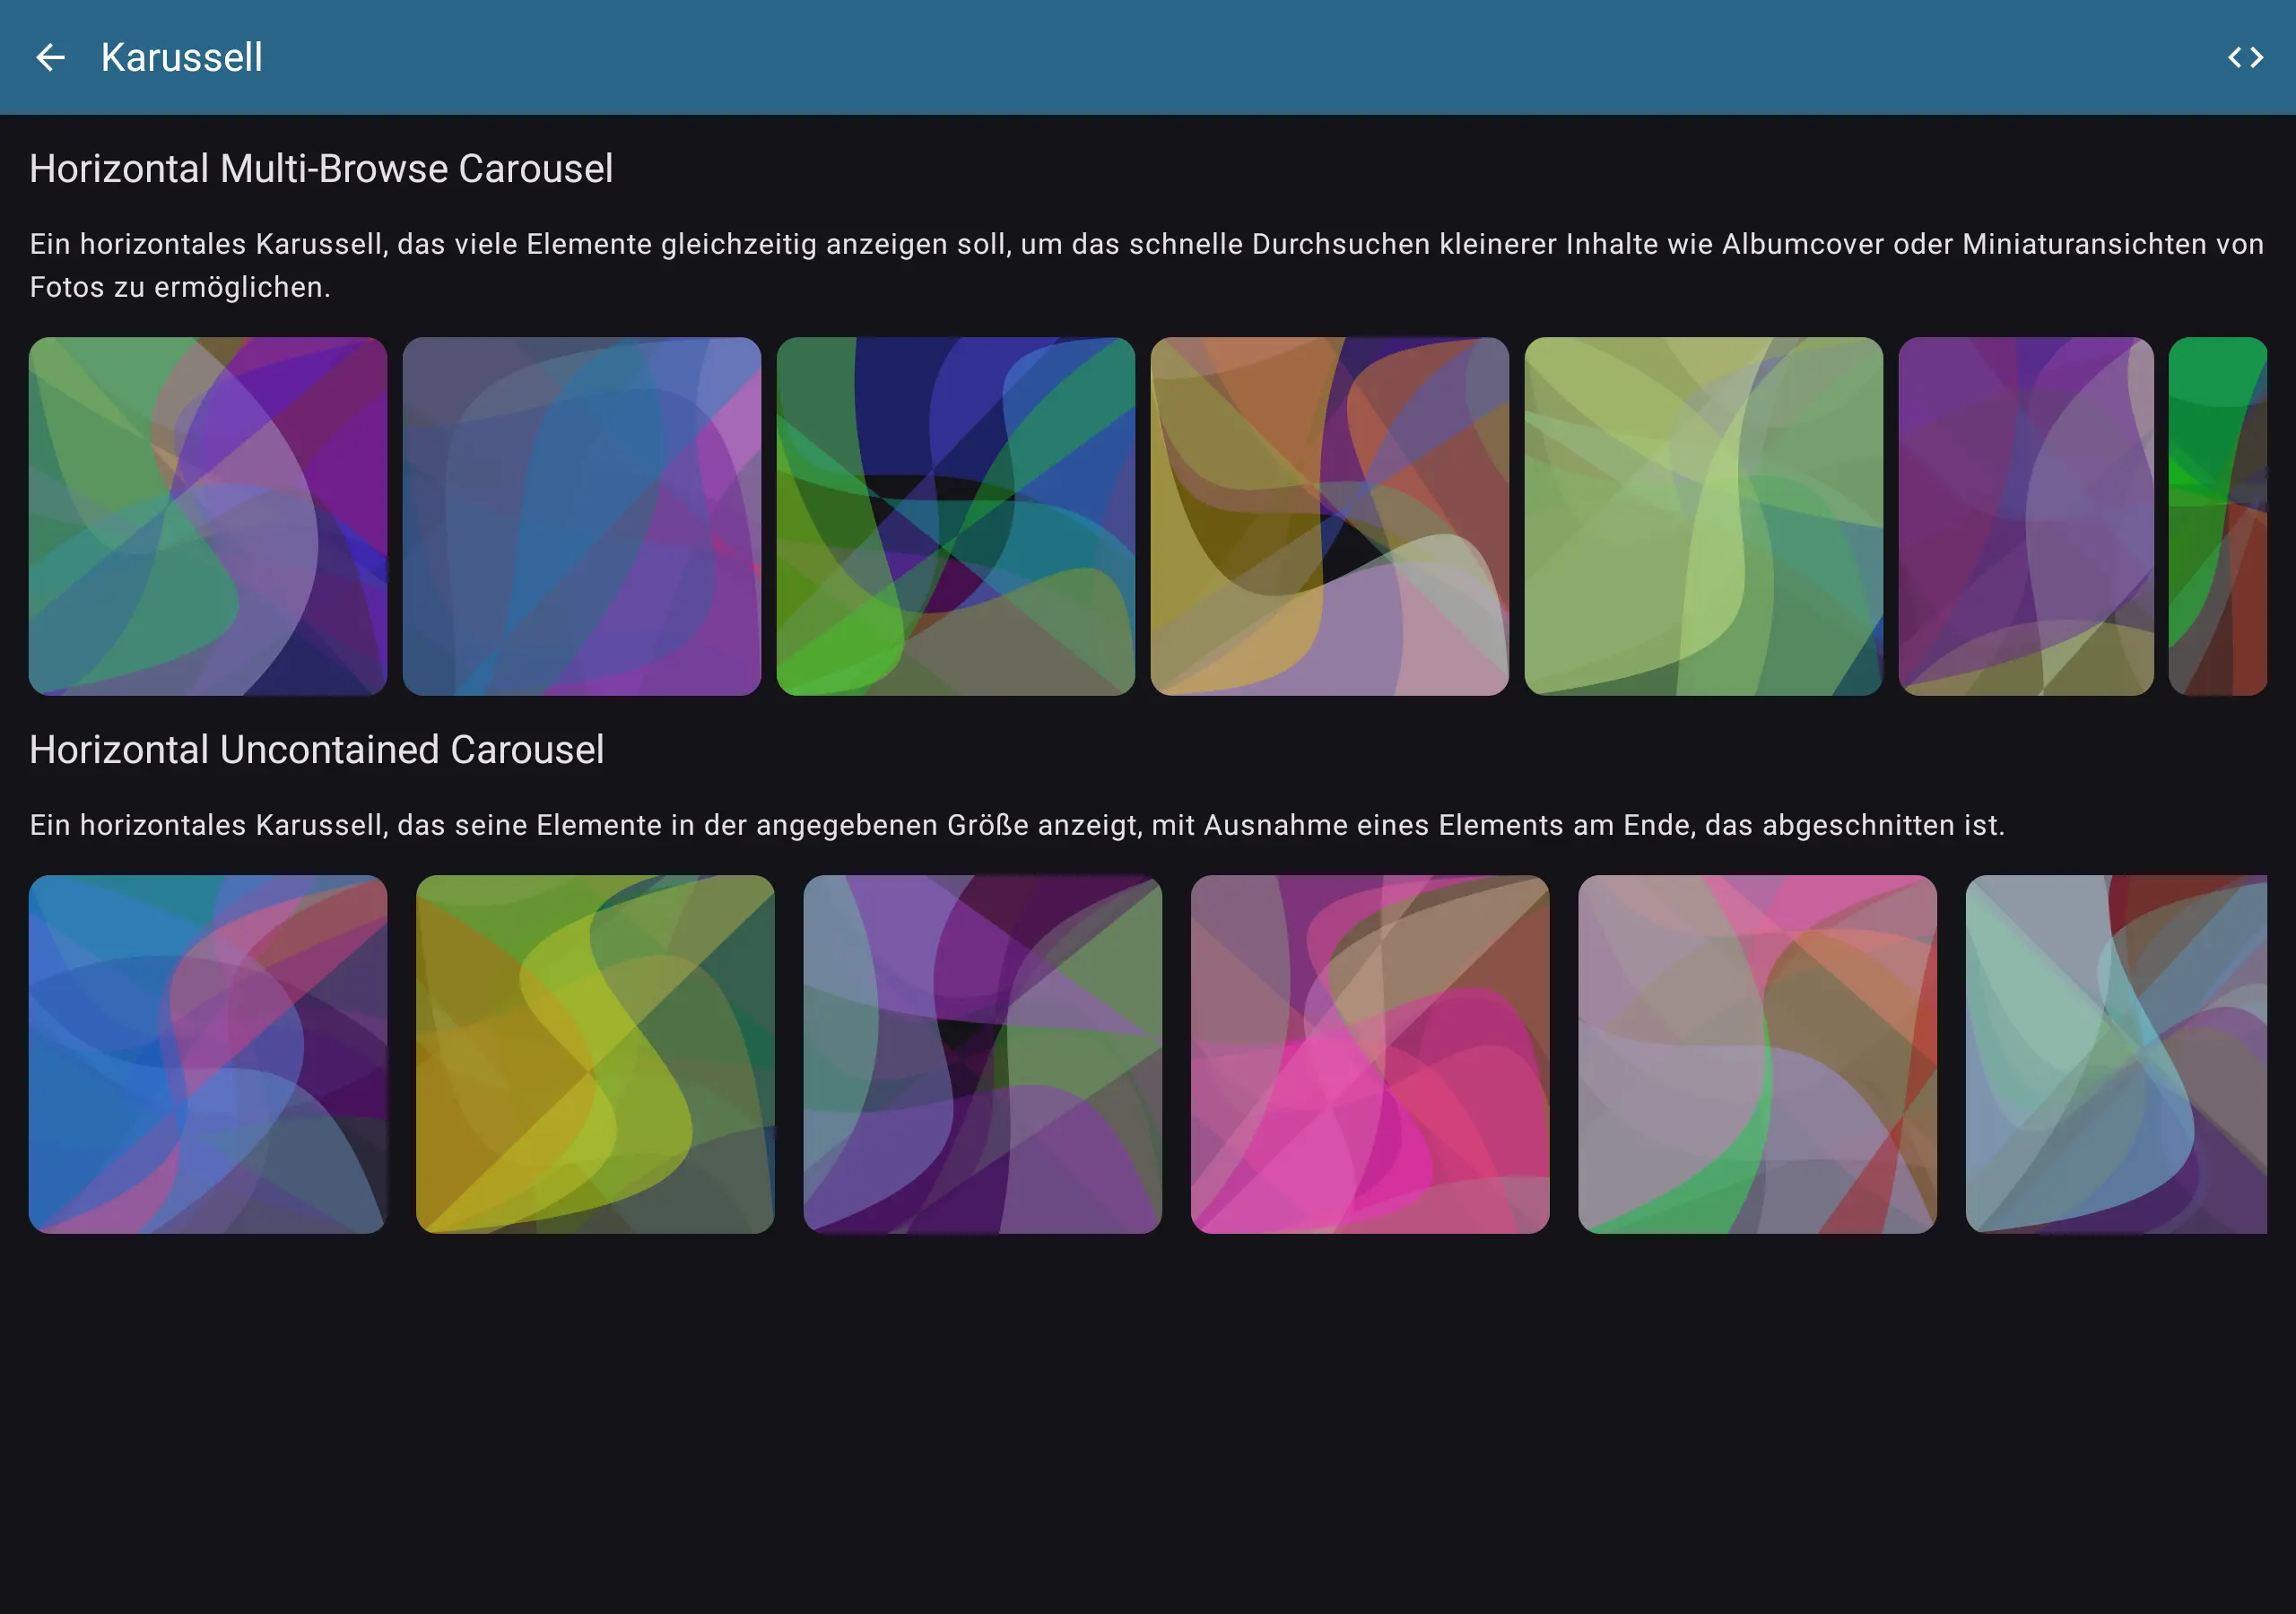 Karussell
Horizontal Multi-Browse Carousel
Ein horizontales Karussell, das viele Elemente gleichzeitig anzeigen soll, um das schnelle Durchsuchen kleinerer Inhalte wie Albumcover oder Miniaturansichten von
Fotos zu ermöglichen.
Horizontal Uncontained Carousel
Ein horizontales Karussell, das seine Elemente in der angegebenen Größe anzeigt, mit Ausnahme eines Elements am Ende, das abgeschnitten ist.